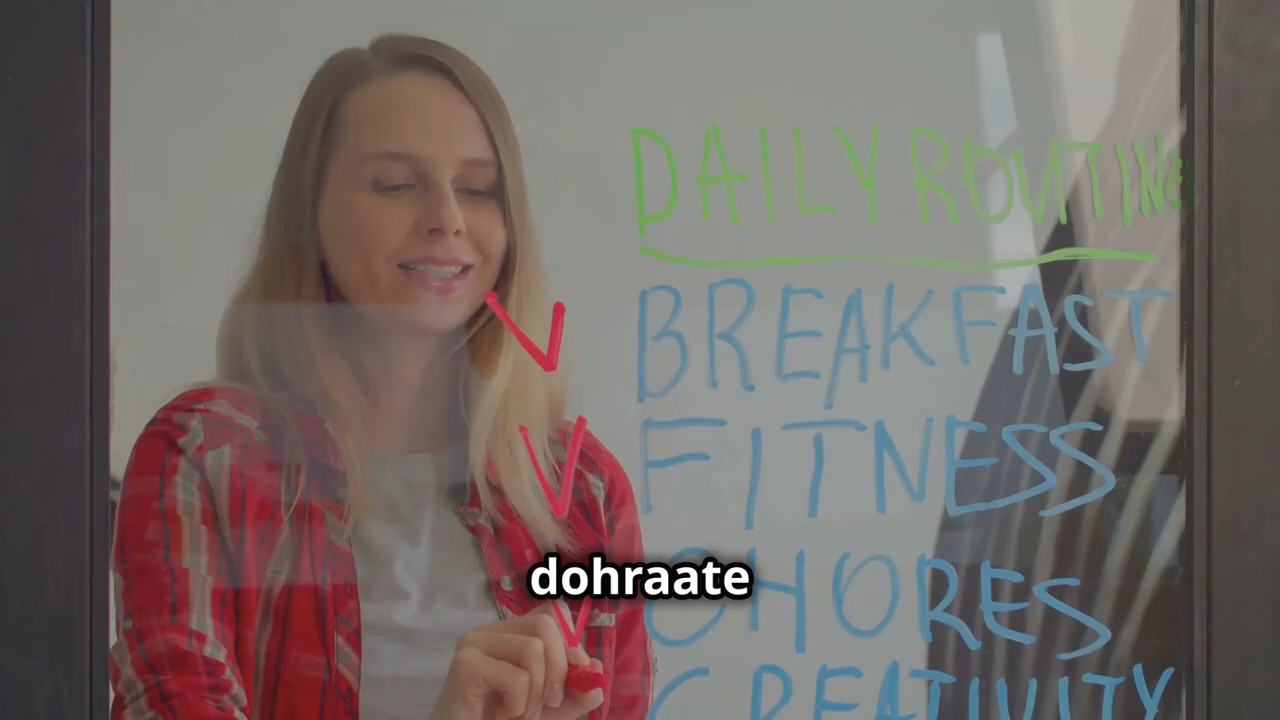 DAILY ROUTINE
BREAKFAST
FITNESS
dohraate
CHORES
CREATIVITY